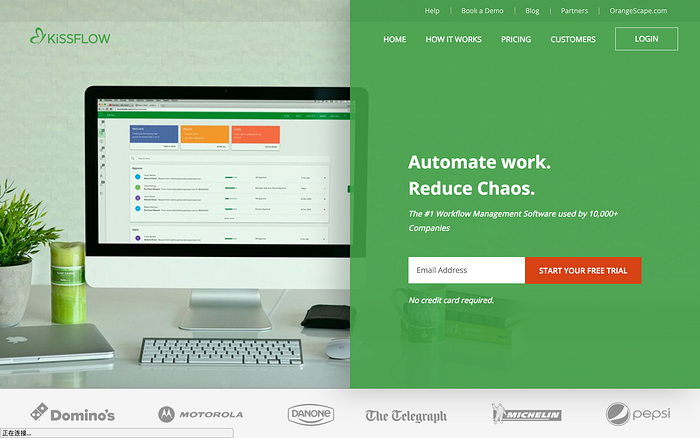 Help
Book a Demo
Blog
Partners
OrangeScape.com
KiSSFLOW
HOME
HOW IT WORKS
PRICING
CUSTOMERS
LOGIN
Automate work.
Reduce Chaos.
The #1 Workflow Management Software used by 10,000+
Companies
Email Address
START YOUR FREE TRIAL
No credit card required.
Domino's
MOTOROLA
DANONE
The Telegraph
MICHELIN
pepsi
正在连接...